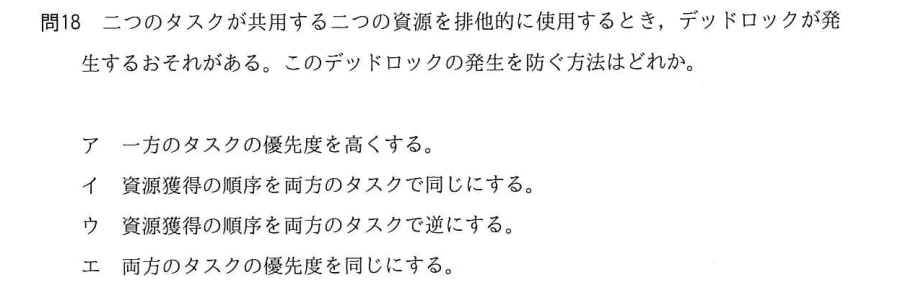 問18 二つのタスクが共用する二つの資源を排他的に使用するとき，デッドロックが発
生するおそれがある。このデッドロックの発生を防ぐ方法はどれか。
ア 一方のタスクの優先度を高くする。
イ 資源獲得の順序を両方のタスクで同じにする。
ウ 資源獲得の順序を両方のタスクで逆にする。
エ 両方のタスクの優先度を同じにする。